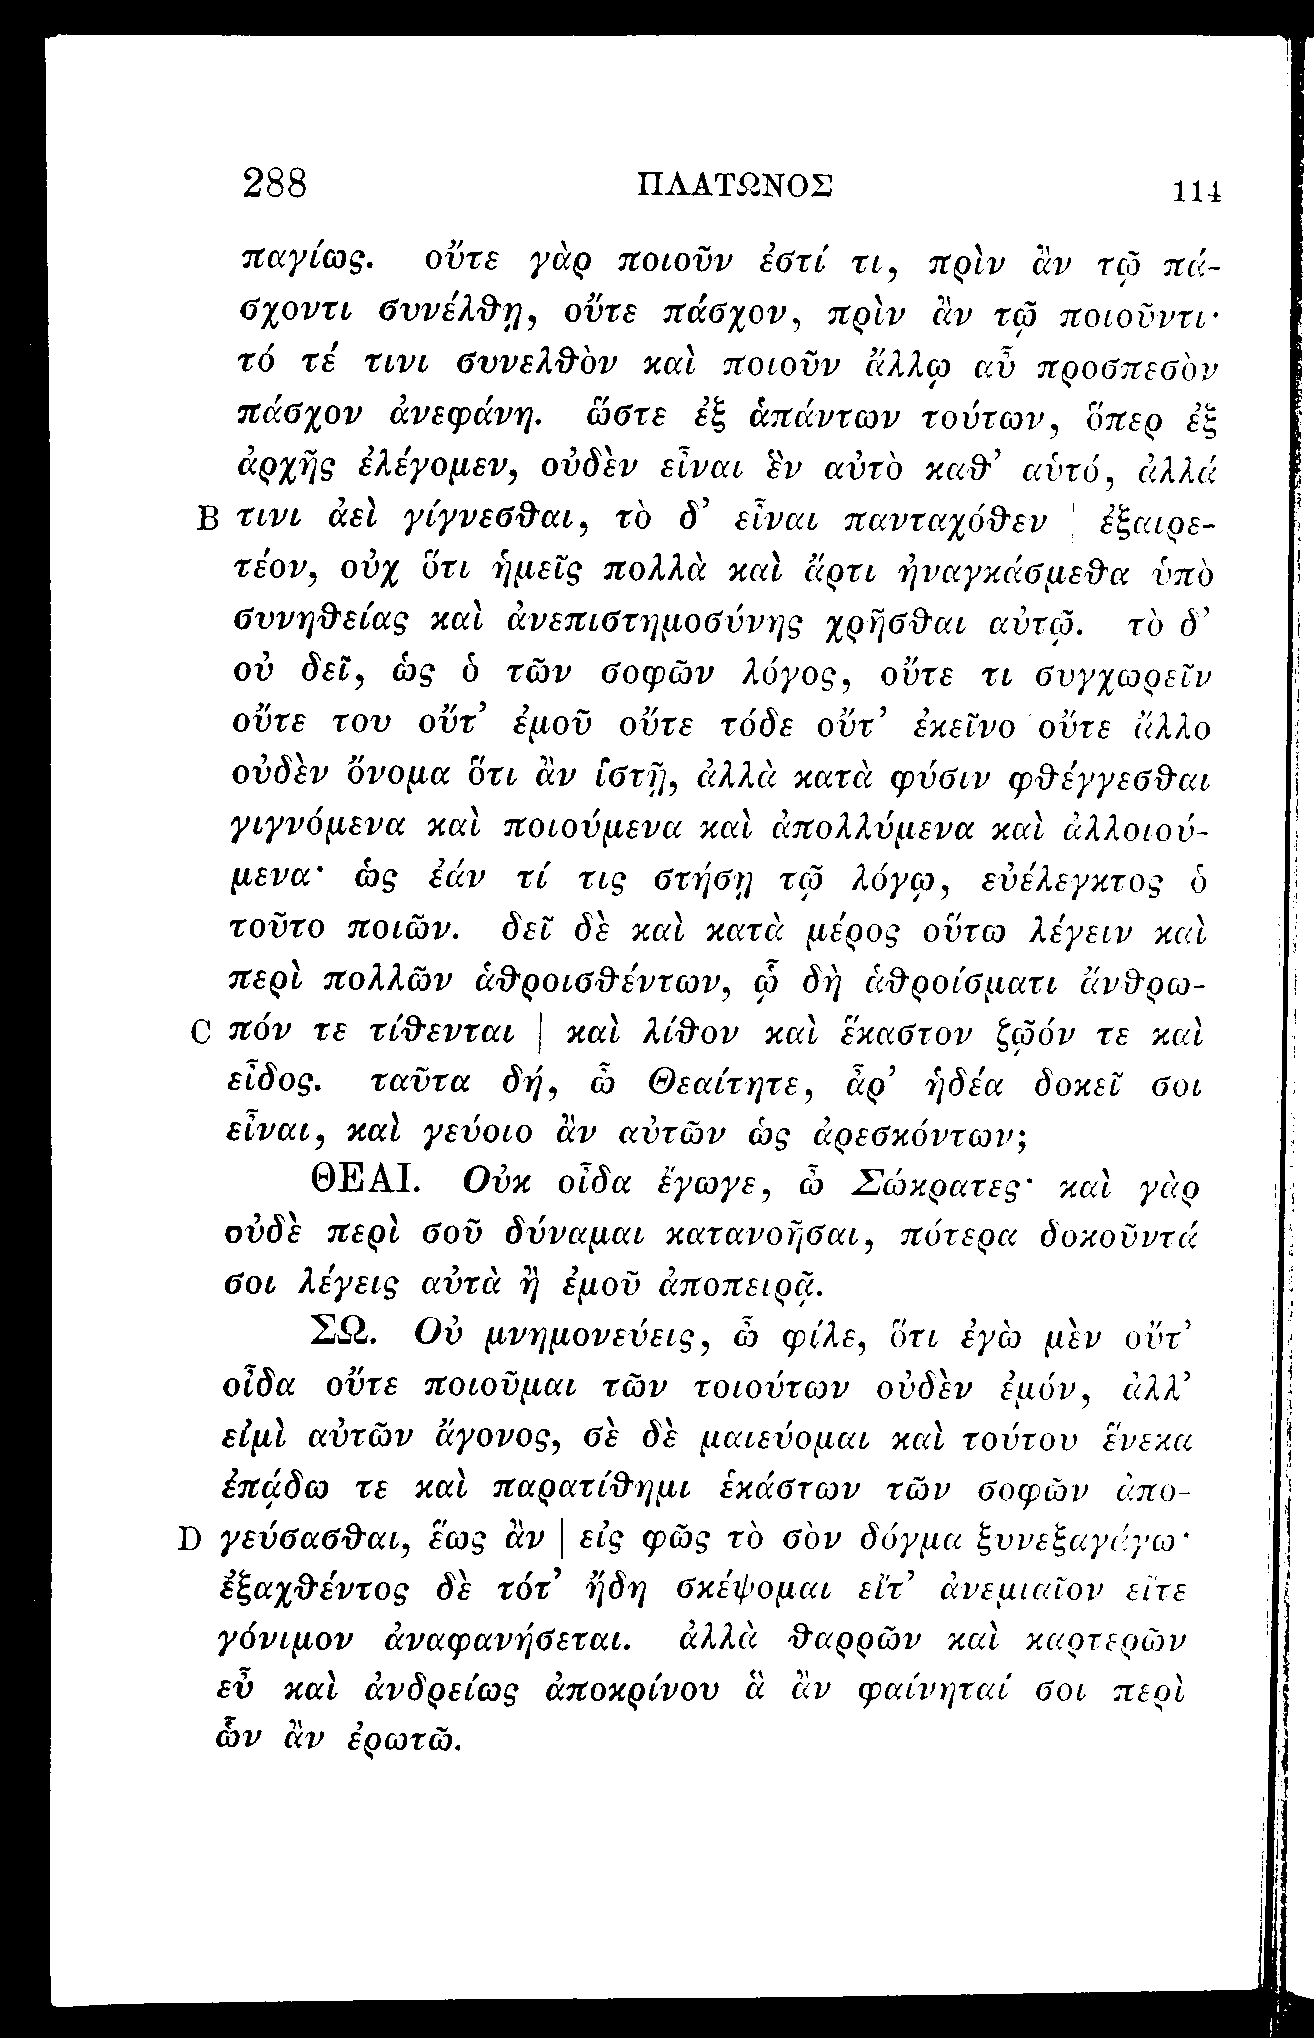 288 ΠΛΑΤΩΝΟΣ 114
παγίως. οὔτε γὰρ ποιοῦν ἐστί τι, πρὶν ἂν τῷ πά-
σχοντι συνέλθῃ, οὔτε πάσχον, πρὶν ἂν τῷ ποιοῦντι·
τό τέ τινι συνελθὸν καὶ ποιοῦν ἄλλῳ αὖ προσπεσὸν
πάσχον ἀνεφάνη. ὥστε ἐξ ἁπάντων τούτων, ὅπερ ἐξ
ἀρχῆς ἐλέγομεν, οὐδὲν εἶναι ἓν αὐτὸ καθ’ αὑτό, ἀλλά
B τινι ἀεὶ γίγνεσθαι, τὸ δ’ εἶναι πανταχόθεν | ἐξαιρε-
τέον, οὐχ ὅτι ἡμεῖς πολλὰ καὶ ἄρτι ἠναγκάσμεθα ὑπὸ
συνηθείας καὶ ἀνεπιστημοσύνης χρῆσθαι αὐτῷ. τὸ δ’
οὐ δεῖ, ὡς ὁ τῶν σοφῶν λόγος, οὔτε τι συγχωρεῖν
οὔτε του οὔτ’ ἐμοῦ οὔτε τόδε οὔτ’ ἐκεῖνο οὔτε ἄλλο
οὐδὲν ὄνομα ὅτι ἂν ἱστῇ, ἀλλὰ κατὰ φύσιν φθέγγεσθαι
γιγνόμενα καὶ ποιούμενα καὶ ἀπολλύμενα καὶ ἀλλοιού-
μενα· ὡς ἐάν τί τις στήσῃ τῷ λόγῳ, εὐέλεγκτος ὁ
τοῦτο ποιῶν. δεῖ δὲ καὶ κατὰ μέρος οὕτω λέγειν καὶ
περὶ πολλῶν ἁθροισθέντων, ᾧ δὴ ἁθροίσματι ἄνθρω-
C πόν τε τίθενται | καὶ λίθον καὶ ἕκαστον ζῷόν τε καὶ
εἶδος. ταῦτα δή, ὦ Θεαίτητε, ἆρ’ ἡδέα δοκεῖ σοι
εἶναι, καὶ γεύοιο ἂν αὐτῶν ὡς ἀρεσκόντων;
ΘΕΑΙ. Οὐκ οἶδα ἔγωγε, ὦ Σώκρατες· καὶ γὰρ
οὐδὲ περὶ σοῦ δύναμαι κατανοῆσαι, πότερα δοκοῦντά
σοι λέγεις αὐτὰ ἢ ἐμοῦ ἀποπειρᾷ.
ΣΩ. Οὐ μνημονεύεις, ὦ φίλε, ὅτι ἐγὼ μὲν οὔτ’
οἶδα οὔτε ποιοῦμαι τῶν τοιούτων οὐδὲν ἐμόν, ἀλλ’
εἰμὶ αὐτῶν ἄγονος, σὲ δὲ μαιεύομαι καὶ τούτου ἕνεκα
ἐπᾴδω τε καὶ παρατίθημι ἑκάστων τῶν σοφῶν ἀπο-
D γεύσασθαι, ἕως ἂν | εἰς φῶς τὸ σὸν δόγμα ξυνεξαγάγω·
ἐξαχθέντος δὲ τότ’ ἤδη σκέψομαι εἴτ’ ἀνεμιαῖον εἴτε
γόνιμον ἀναφανήσεται. ἀλλὰ θαρρῶν καὶ καρτερῶν
εὖ καὶ ἀνδρείως ἀποκρίνου ἃ ἂν φαίνηταί σοι περὶ
ὧν ἂν ἐρωτῶ.